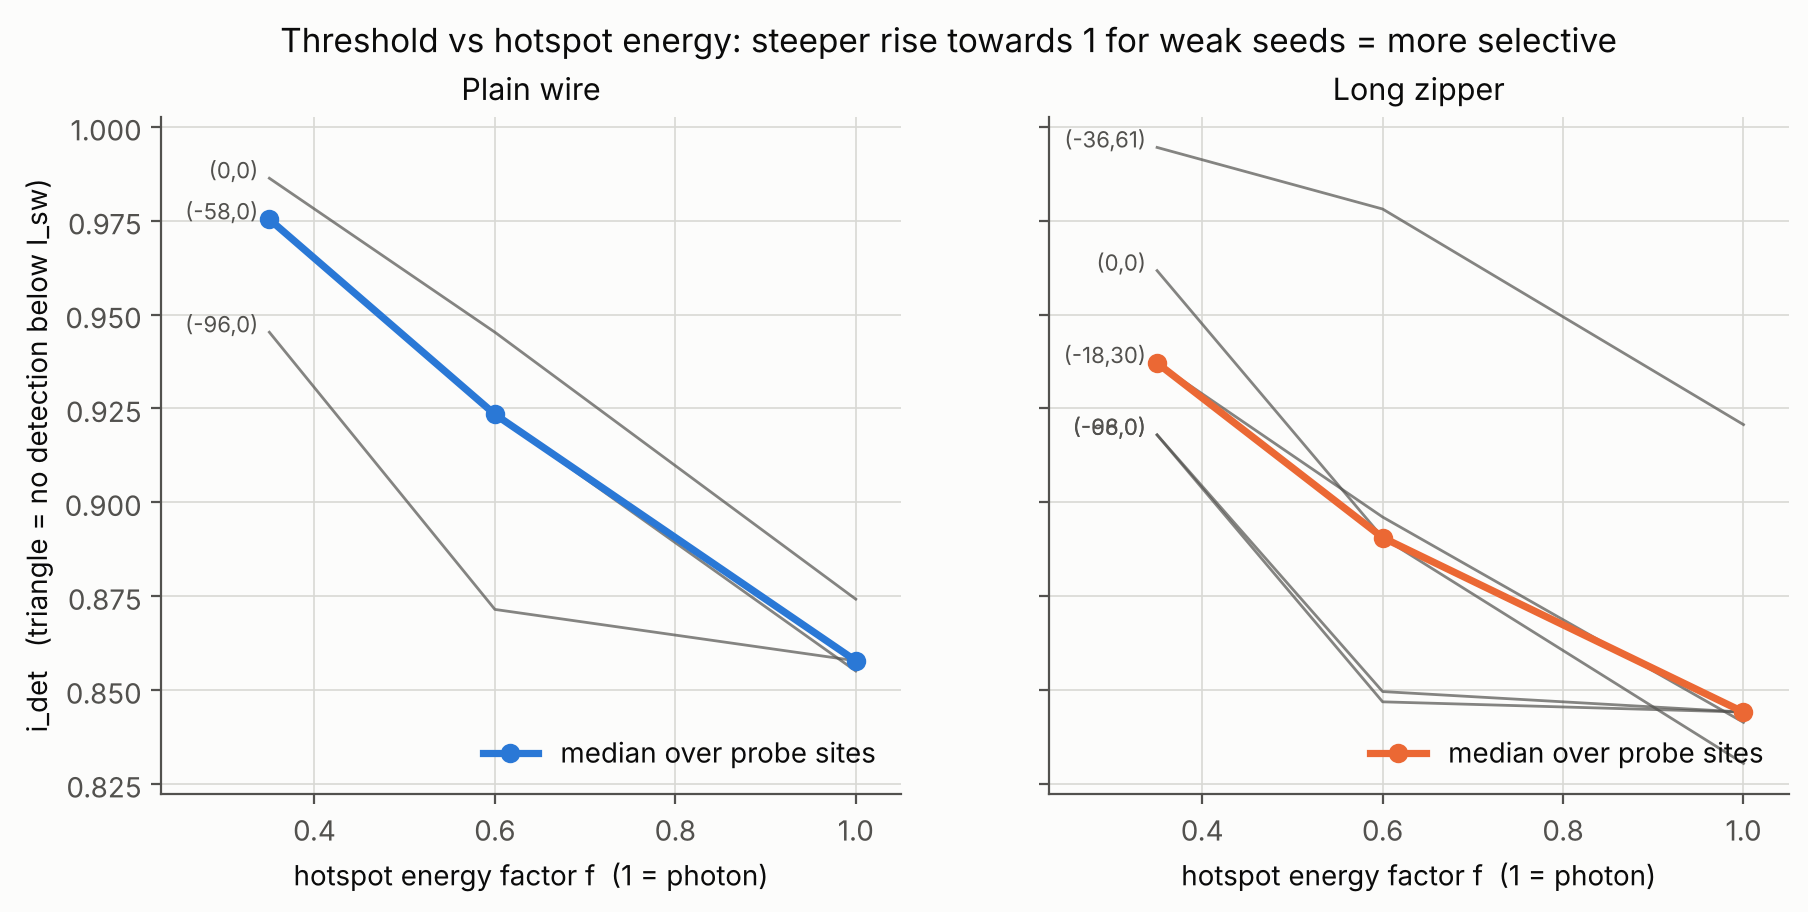 Threshold vs hotspot energy: steeper rise towards 1 for weak seeds = more selective
Plain wire
i_det (triangle = no detection below I_sw)
1.000
0.975
0.950
0.925
0.900
0.875
0.850
0.825
(0,0)
(-58,0)
(-96,0)
median over probe sites
0.4 0.6 0.8 1.0
hotspot energy factor f (1 = photon)
Long zipper
(-36,61)
(0,0)
(-18,30)
median over probe sites
0.4 0.6 0.8 1.0
hotspot energy factor f (1 = photon)